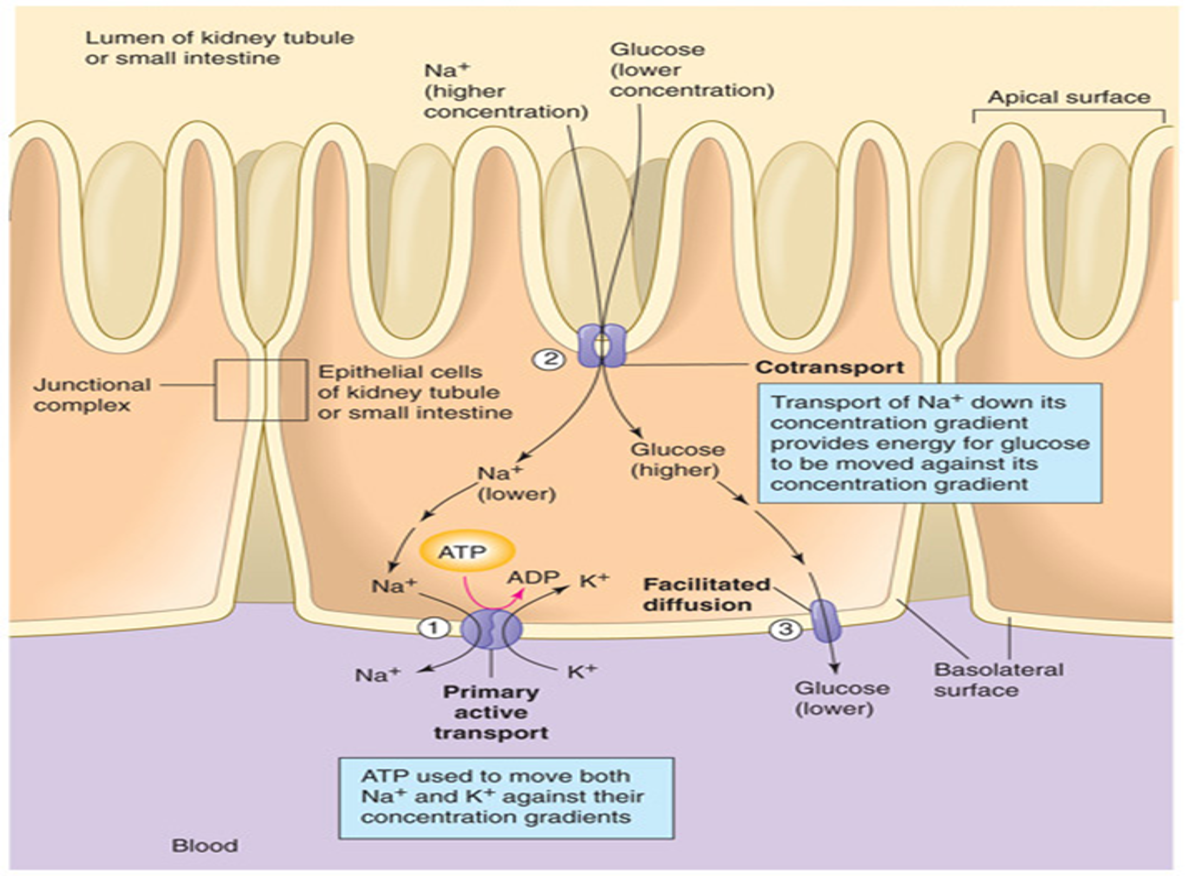 Lumen of kidney tubule
or small intestine
Na⁺
(higher
concentration)
Glucose
(lower
concentration)
Apical surface
2
Cotransport
Junctional
complex
Epithelial cells
of kidney tubule
or small intestine
Transport of Na⁺ down its
concentration gradient
provides energy for glucose
to be moved against its
concentration gradient
Na⁺
(lower)
Glucose
(higher)
ATP
Na⁺
ADP
K⁺
Facilitated
diffusion
1
3
Na⁺
K⁺
Primary
active
transport
Glucose
(lower)
Basolateral
surface
ATP used to move both
Na⁺ and K⁺ against their
concentration gradients
Blood